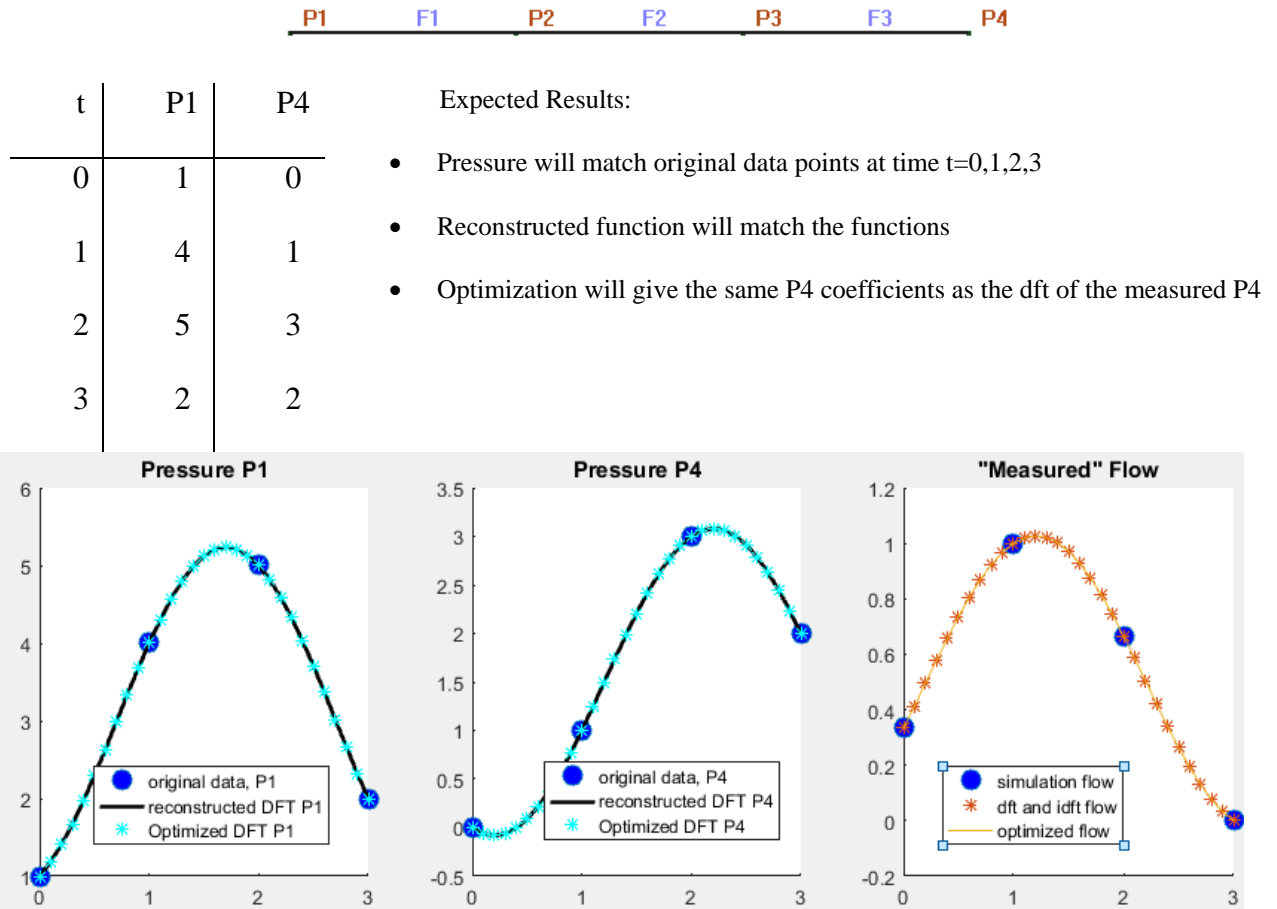 P1 F1 P2 F2 P3 F3 P4
t P1 P4
0 1 0
1 4 1
2 5 3
3 2 2
Expected Results:
• Pressure will match original data points at time t=0,1,2,3
• Reconstructed function will match the functions
• Optimization will give the same P4 coefficients as the dft of the measured P4
Pressure P1
6
5
4
3
2
1
0 1 2 3
original data, P1
reconstructed DFT P1
Optimized DFT P1
Pressure P4
3.5
3
2.5
2
1.5
1
0.5
0
-0.5
0 1 2 3
original data, P4
reconstructed DFT P4
Optimized DFT P4
"Measured" Flow
1.2
1
0.8
0.6
0.4
0.2
0
-0.2
0 1 2 3
simulation flow
dft and idft flow
optimized flow